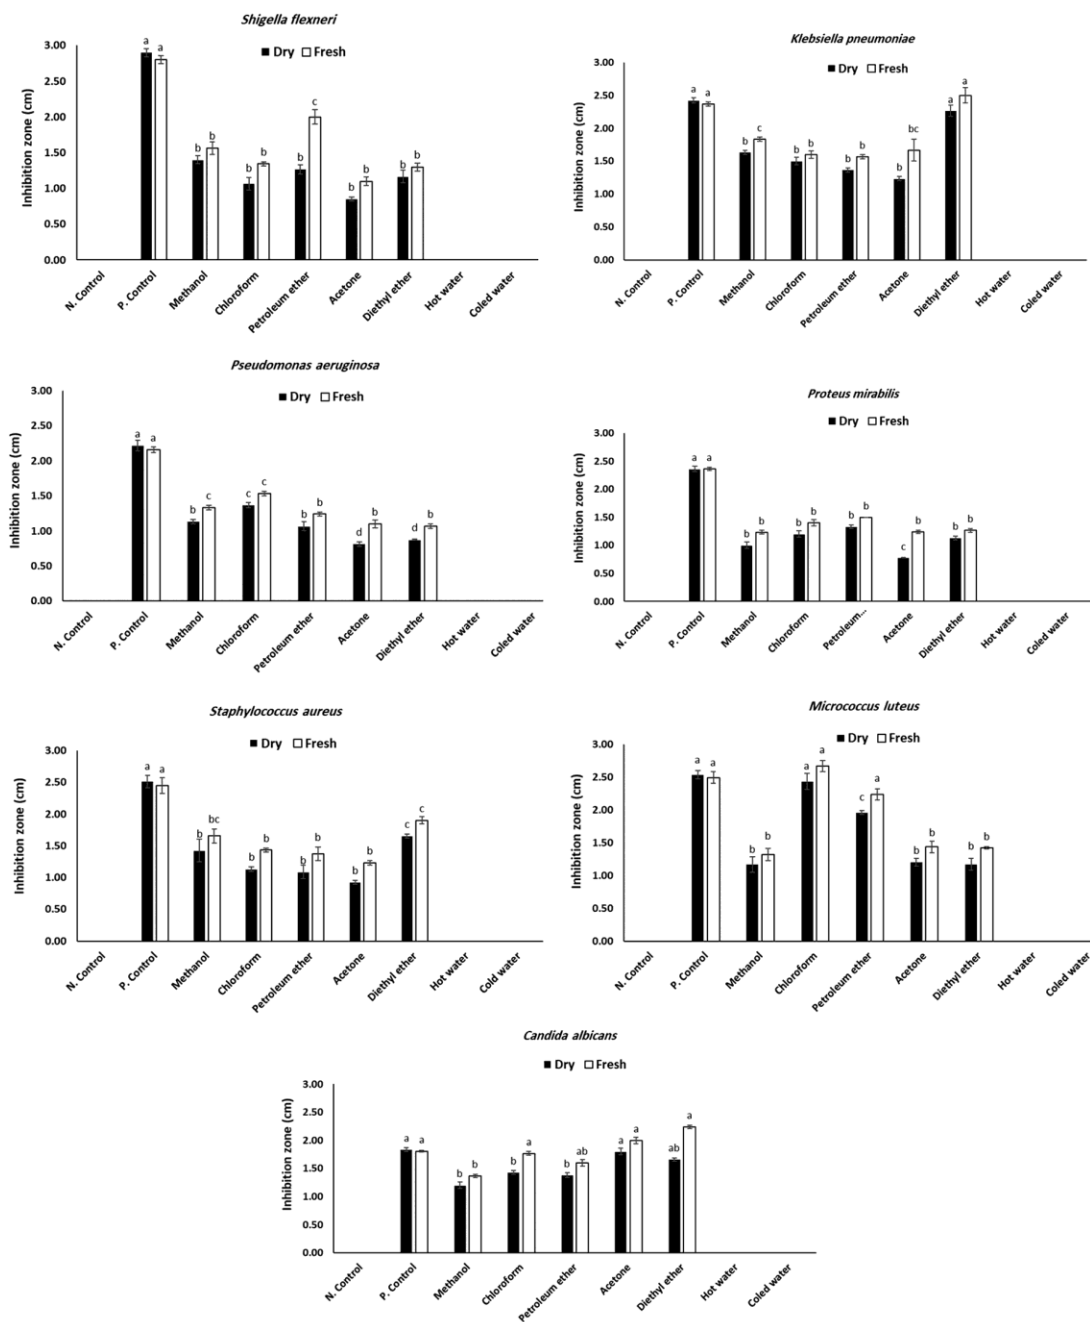 Shigella flexneri
Dry Fresh
Inhibition zone (cm)
3.00
2.50
2.00
1.50
1.00
0.50
0.00
a a b b b b b c b b b b
N. Control P. Control Methanol Chloroform Petroleum ether Acetone Diethyl ether Hot water Coled water
Klebsiella pneumoniae
Dry Fresh
Inhibition zone (cm)
3.00
2.50
2.00
1.50
1.00
0.50
0.00
a a b c b b b b b bc a a
N. Control P. Control Methanol Chloroform Petroleum ether Acetone Diethyl ether Hot water Coled water
Pseudomonas aeruginosa
Dry Fresh
Inhibition zone (cm)
3.00
2.50
2.00
1.50
1.00
0.50
0.00
a a b c c c b b d b d b
N. Control P. Control Methanol Chloroform Petroleum ether Acetone Diethyl ether Hot water Coled water
Proteus mirabilis
Dry Fresh
Inhibition zone (cm)
3.00
2.50
2.00
1.50
1.00
0.50
0.00
a a b b b b b b c b b b
N. Control P. Control Methanol Chloroform Petroleum... Acetone Diethyl ether Hot water Coled water
Staphylococcus aureus
Dry Fresh
Inhibition zone (cm)
3.00
2.50
2.00
1.50
1.00
0.50
0.00
a a b bc b b b b b b c c
N. Control P. Control Methanol Chloroform Petroleum ether Acetone Diethyl ether Hot water Cold water
Micrococcus luteus
Dry Fresh
Inhibition zone (cm)
3.00
2.50
2.00
1.50
1.00
0.50
0.00
a a b b a a c a b b b b
N. Control P. Control Methanol Chloroform Petroleum ether Acetone Diethyl ether Hot water Coled water
Candida albicans
Dry Fresh
Inhibition zone (cm)
3.00
2.50
2.00
1.50
1.00
0.50
0.00
a a b b b a b ab a a ab a
N. Control P. Control Methanol Chloroform Petroleum ether Acetone Diethyl ether Hot water Coled water